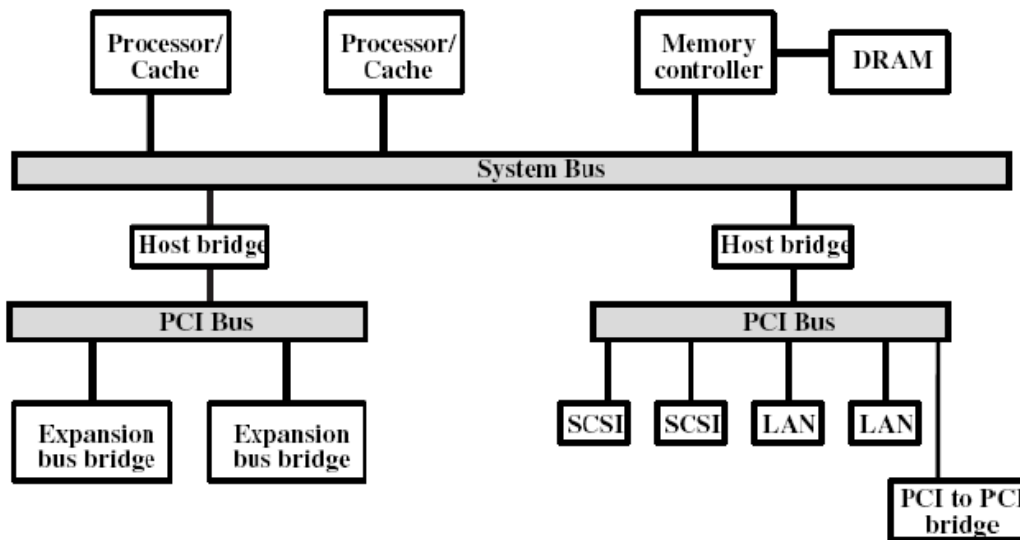 Processor/
Cache
Processor/
Cache
Memory
controller
DRAM
System Bus
Host bridge
Host bridge
PCI Bus
PCI Bus
SCSI
SCSI
LAN
LAN
Expansion
bus bridge
Expansion
bus bridge
PCI to PCI
bridge